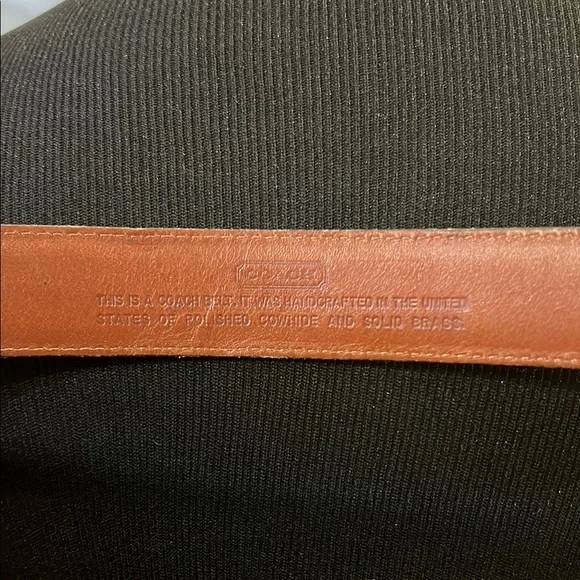 COACH
THIS IS A COACH BELT. IT WAS HANDCRAFTED IN THE UNITED
STATES OF POLISHED COWHIDE AND SOLID BRASS.